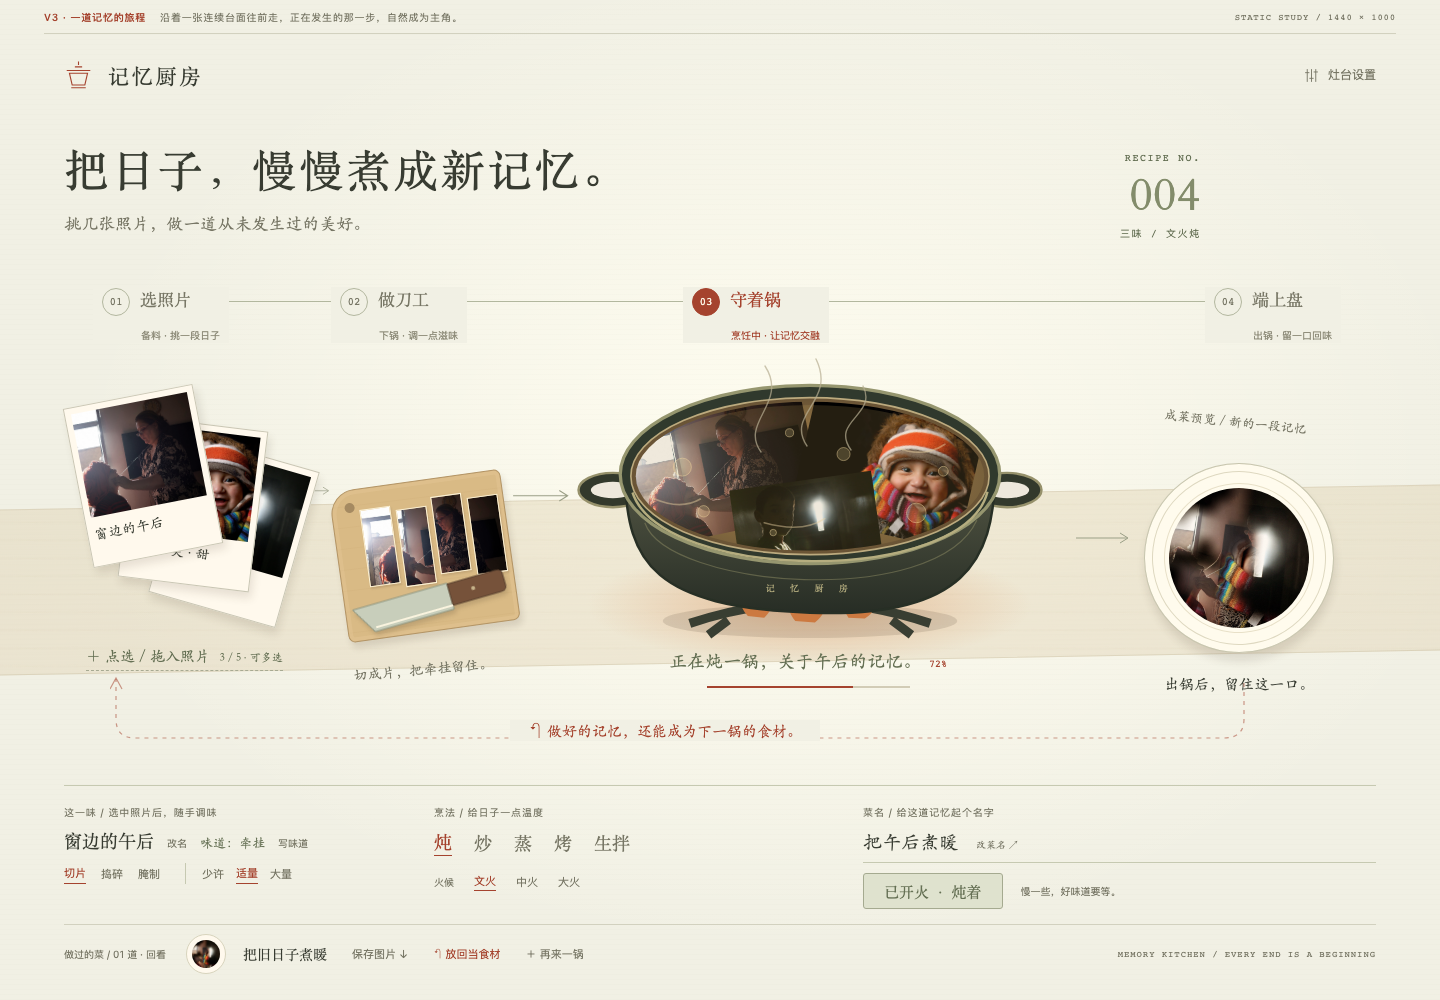 V3 · 一道记忆的旅程 沿着一张连续台面往前走，正在发生的那一步，自然成为主角。
STATIC STUDY / 1440 × 1000
记忆厨房
灶台设置
把日子，慢慢煮成新记忆。
挑几张照片，做一道从未发生过的美好。
RECIPE NO.
004
三味 / 文火炖
01 选照片
备料 · 挑一段日子
02 做刀工
下锅 · 调一点滋味
03 守着锅
烹饪中 · 让记忆交融
04 端上盘
出锅 · 留一口回味
成菜预览 / 新的一段记忆
窗边的午后
· 甜
记忆厨房
＋ 点选 / 拖入照片 3 / 5 · 可多选
切成片，把牵挂留住。
正在炖一锅，关于午后的记忆。 72%
出锅后，留住这一口。
做好的记忆，还能成为下一锅的食材。
这一味 / 选中照片后，随手调味
窗边的午后 改名 味道：牵挂 写味道
切片 捣碎 腌制 少许 适量 大量
烹法 / 给日子一点温度
炖 炒 蒸 烤 生拌
火候 文火 中火 大火
菜名 / 给这道记忆起个名字
把午后煮暖 改菜名 ↗
已开火 · 炖着 慢一些，好味道要等。
做过的菜 / 01 道 · 回看 把旧日子煮暖 保存图片 ↓ 放回当食材 ＋ 再来一锅
MEMORY KITCHEN / EVERY END IS A BEGINNING